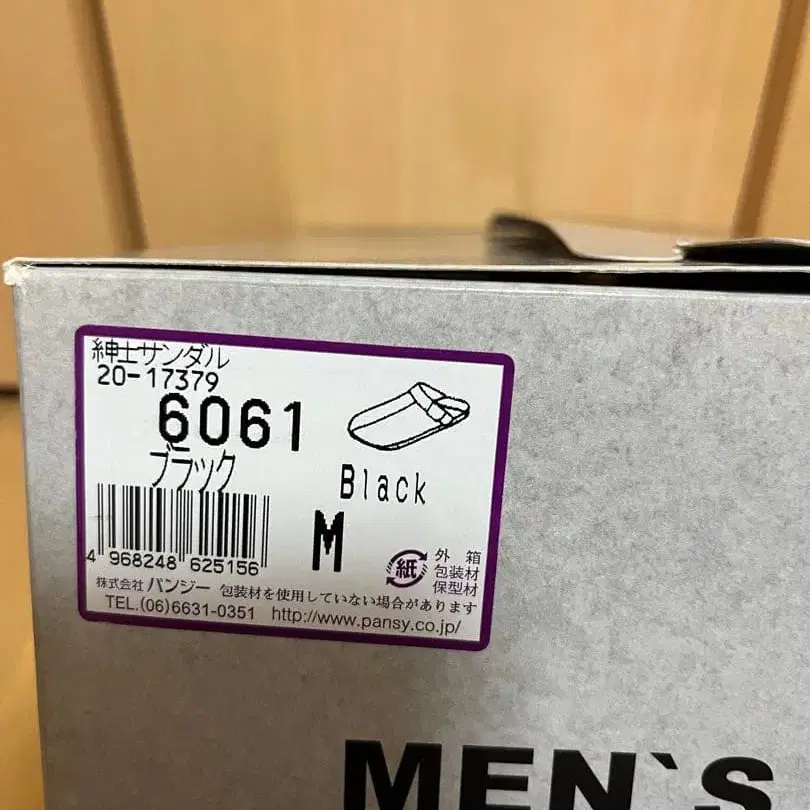 紳士サンダル
20-17379
6061
ブラック
Black
M
4 968248 625156
紙
外箱
包装材
保型材
株式会社 パンジー 包装材を使用していない場合があります
TEL.(06)6631-0351 http://www.pansy.co.jp/
MEN`S